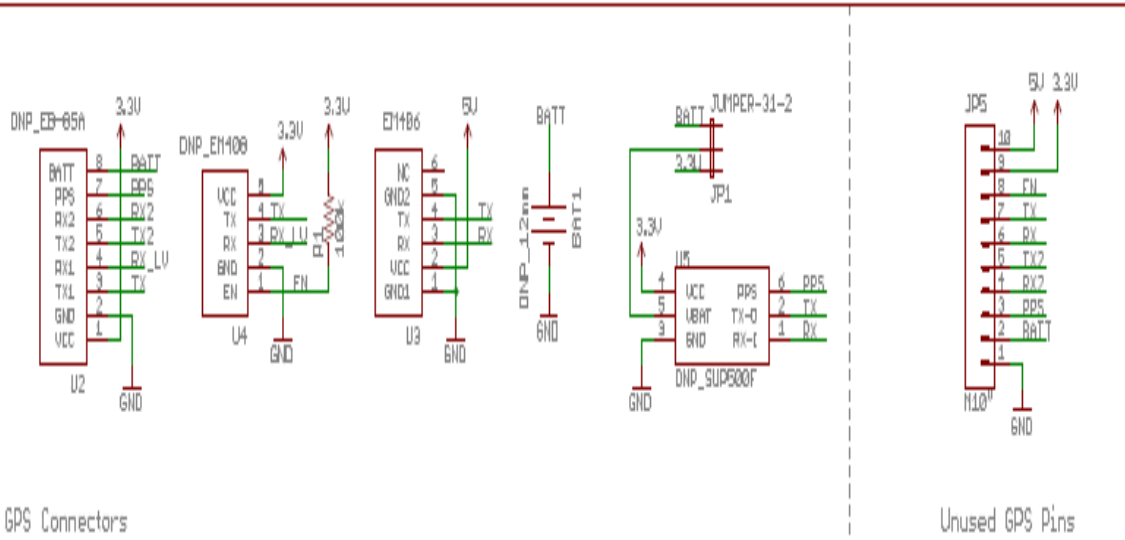 DNP_EB-85A
3.3V
BATT 8 BATT
PPS 7 PPS
RX2 6 RX2
TX2 5 TX2
RX1 4 RX_LV
TX1 3 TX
GND 2
VCC 1
U2
GND
DNP_EM408
3.3V
VCC 5
TX 4 TX
RX 3 RX_LV
GND 2
EN 1 EN
U4
GND
3.3V
R1
100k
EM406
5V
NC 6
GND2 5
TX 4 TX
RX 3 RX
VCC 2
GND1 1
U3
GND
BATT
DNP_12mm
BAT1
GND
JUMPER-31-2
BATT
3.3V
JP1
3.3V
U5
4 VCC PPS 6 PPS
5 VBAT TX-O 2 TX
3 GND RX-I 1 RX
DNP_SUP500F
GND
JP5
5V 3.3V
10
9
8 EN
7 TX
6 RX
5 TX2
4 RX2
3 PPS
2 BATT
1
GND
GPS Connectors
Unused GPS Pins